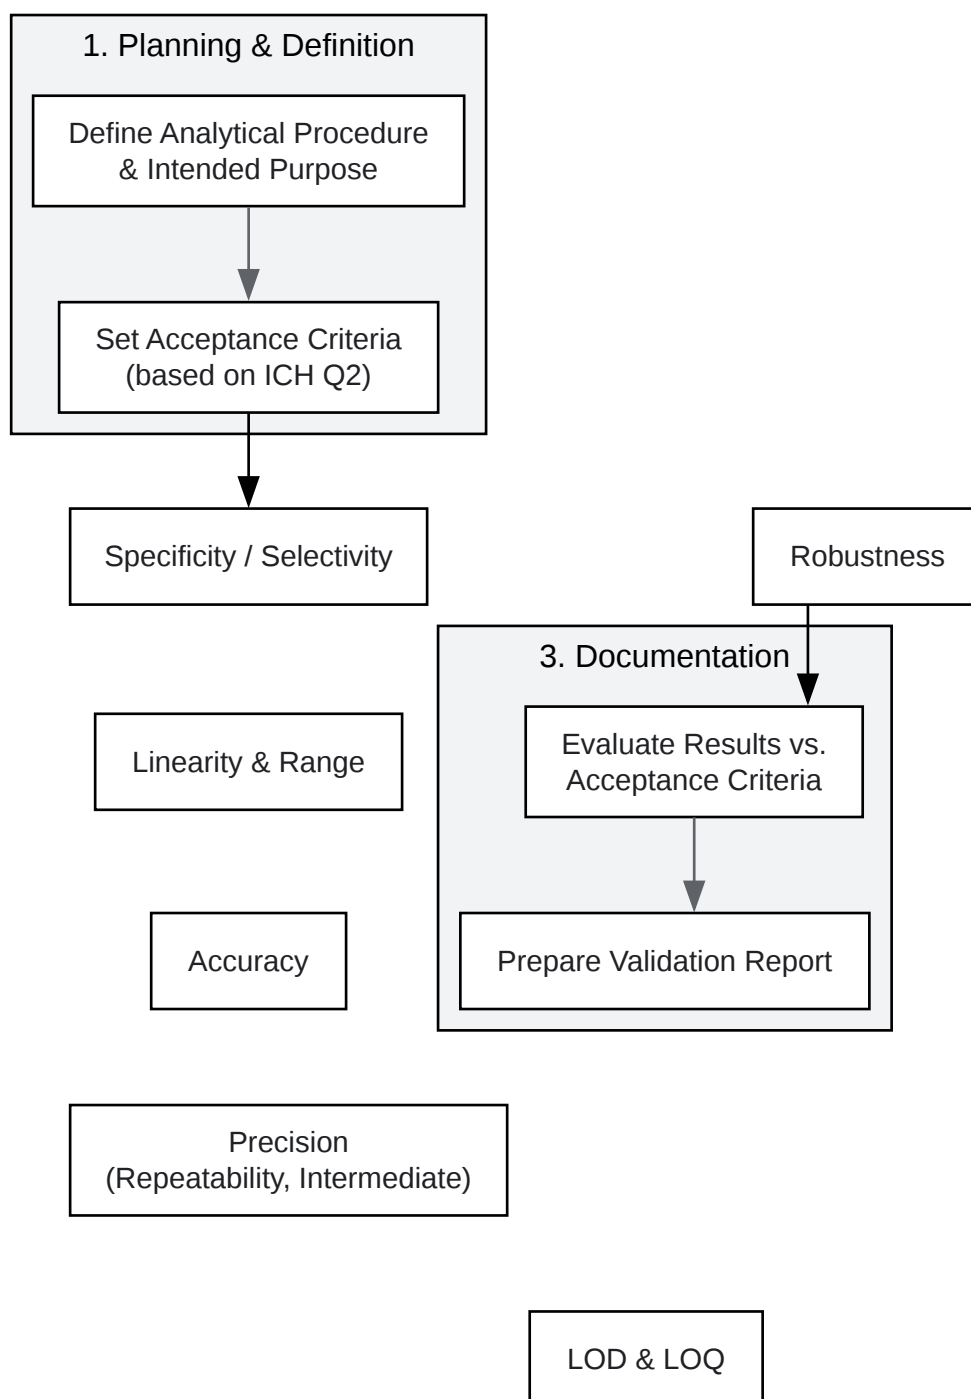 1. Planning & Definition
Define Analytical Procedure
& Intended Purpose
Set Acceptance Criteria
(based on ICH Q2)
Specificity / Selectivity
Robustness
3. Documentation
Linearity & Range
Evaluate Results vs.
Acceptance Criteria
Accuracy
Prepare Validation Report
Precision
(Repeatability, Intermediate)
LOD & LOQ